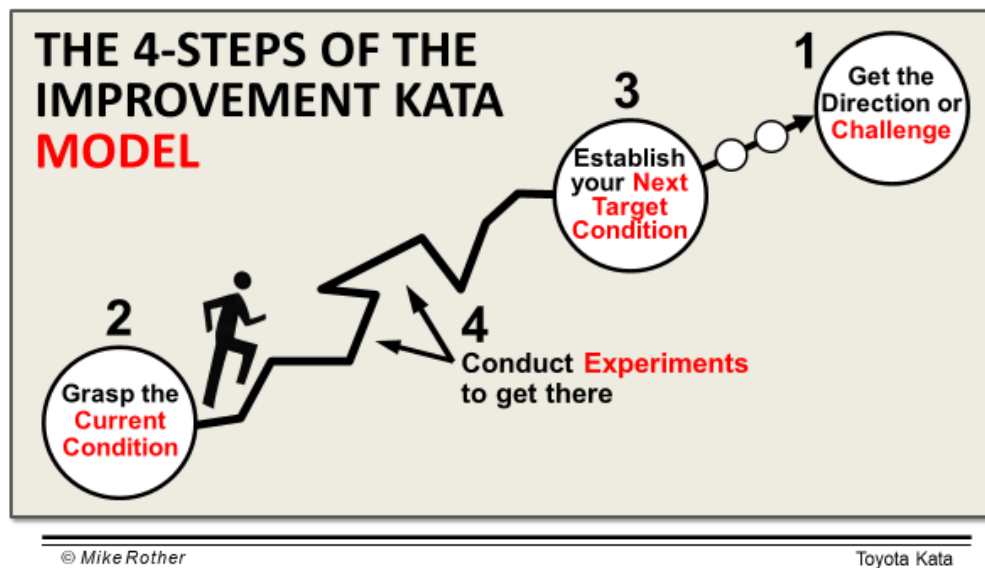 THE 4-STEPS OF THE
IMPROVEMENT KATA
MODEL
1
Get the
Direction or
Challenge
3
Establish
your Next
Target
Condition
2
Grasp the
Current
Condition
4
Conduct Experiments
to get there
© Mike Rother
Toyota Kata